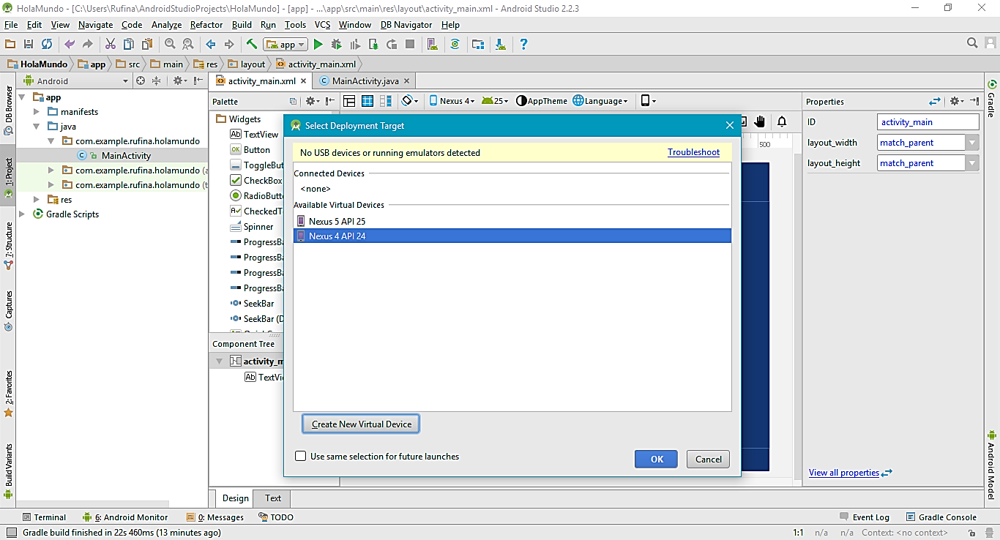 HolaMundo - [C:\Users\Rufina\AndroidStudioProjects\HolaMundo] - [app] - ...\app\src\main\res\layout\activity_main.xml - Android Studio 2.2.3
File Edit View Navigate Code Analyze Refactor Build Run Tools VCS Window DB Navigator Help
app
HolaMundo app src main res layout activity_main.xml
Android
activity_main.xml
MainActivity.java
DB Browser
1: Project
7: Structure
Captures
2: Favorites
Build Variants
app
manifests
java
com.example.rufina.holamundo
MainActivity
com.example.rufina.holamundo (a
com.example.rufina.holamundo (t
res
Gradle Scripts
Palette
Widgets
Ab TextView
OK Button
ToggleBut
CheckBox
RadioButt
CheckedT
Spinner
ProgressBa
ProgressBa
ProgressBa
ProgressBa
SeekBar
SeekBar (D
Component Tree
activity_m
Ab TextVi
Nexus 4 25 AppTheme Language
500
Select Deployment Target
No USB devices or running emulators detected
Troubleshoot
Connected Devices
<none>
Available Virtual Devices
Nexus 5 API 25
Nexus 4 API 24
Create New Virtual Device
Use same selection for future launches
OK
Cancel
Properties
ID activity_main
layout_width match_parent
layout_height match_parent
View all properties
Gradle
Android Model
Design Text
Terminal 6: Android Monitor 0: Messages TODO
Event Log Gradle Console
Gradle build finished in 22s 460ms (13 minutes ago)
1:1 n/a n/a Context: <no context>